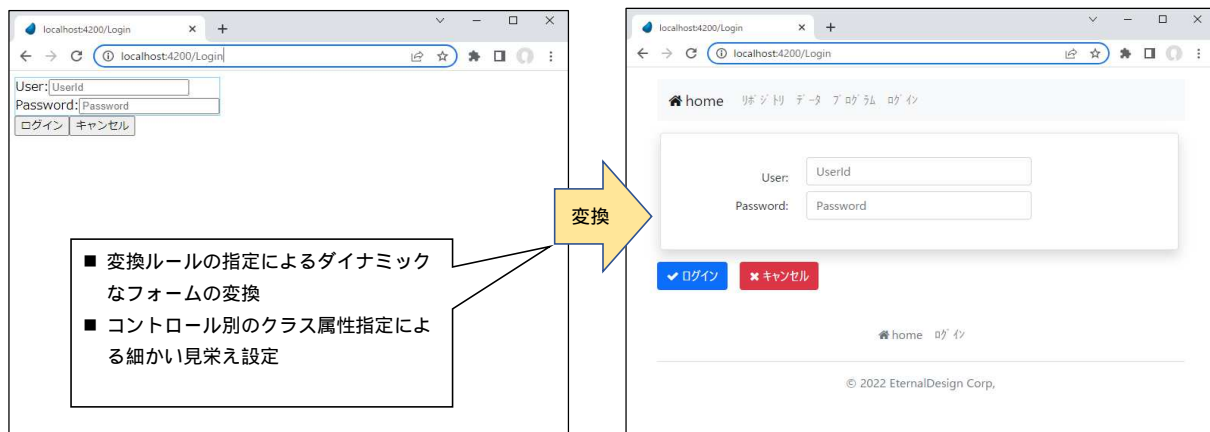 localhost:4200/Login
localhost:4200/Login
User:
UserId
Password:
Password
ログイン
キャンセル
■ 変換ルールの指定によるダイナミック
なフォームの変換
■ コントロール別のクラス属性指定によ
る細かい見栄え設定
変換
localhost:4200/Login
localhost:4200/Login
home ﾘﾎﾟｼﾞﾄﾘ ﾃﾞｰﾀ ﾌﾟﾛｸﾞﾗﾑ ﾛｸﾞｲﾝ
User:
UserId
Password:
Password
ログイン
キャンセル
home ﾛｸﾞｲﾝ
© 2022 EternalDesign Corp,